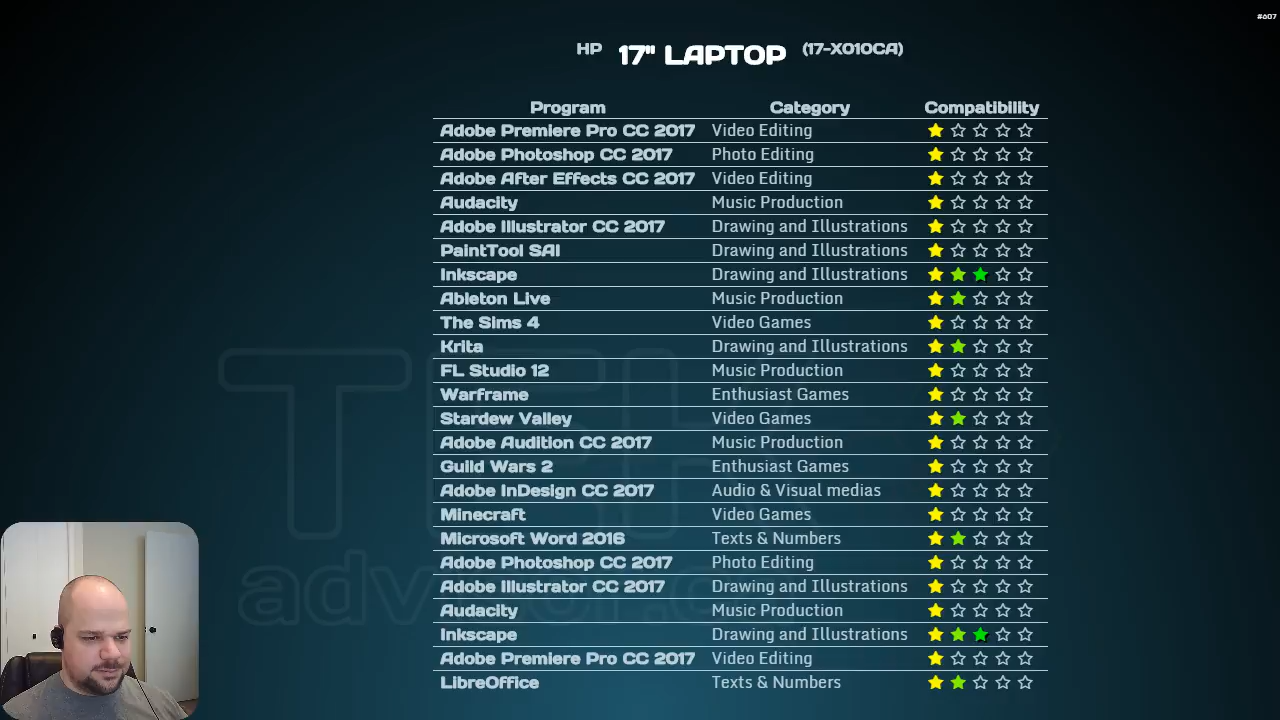 #607
HP 17" LAPTOP (17-X010CA)
Program Category Compatibility
Adobe Premiere Pro CC 2017 Video Editing
Adobe Photoshop CC 2017 Photo Editing
Adobe After Effects CC 2017 Video Editing
Audacity Music Production
Adobe Illustrator CC 2017 Drawing and Illustrations
PaintTool SAI Drawing and Illustrations
Inkscape Drawing and Illustrations
Ableton Live Music Production
The Sims 4 Video Games
Krita Drawing and Illustrations
FL Studio 12 Music Production
Warframe Enthusiast Games
Stardew Valley Video Games
Adobe Audition CC 2017 Music Production
Guild Wars 2 Enthusiast Games
Adobe InDesign CC 2017 Audio & Visual medias
Minecraft Video Games
Microsoft Word 2016 Texts & Numbers
Adobe Photoshop CC 2017 Photo Editing
Adobe Illustrator CC 2017 Drawing and Illustrations
Audacity Music Production
Inkscape Drawing and Illustrations
Adobe Premiere Pro CC 2017 Video Editing
LibreOffice Texts & Numbers